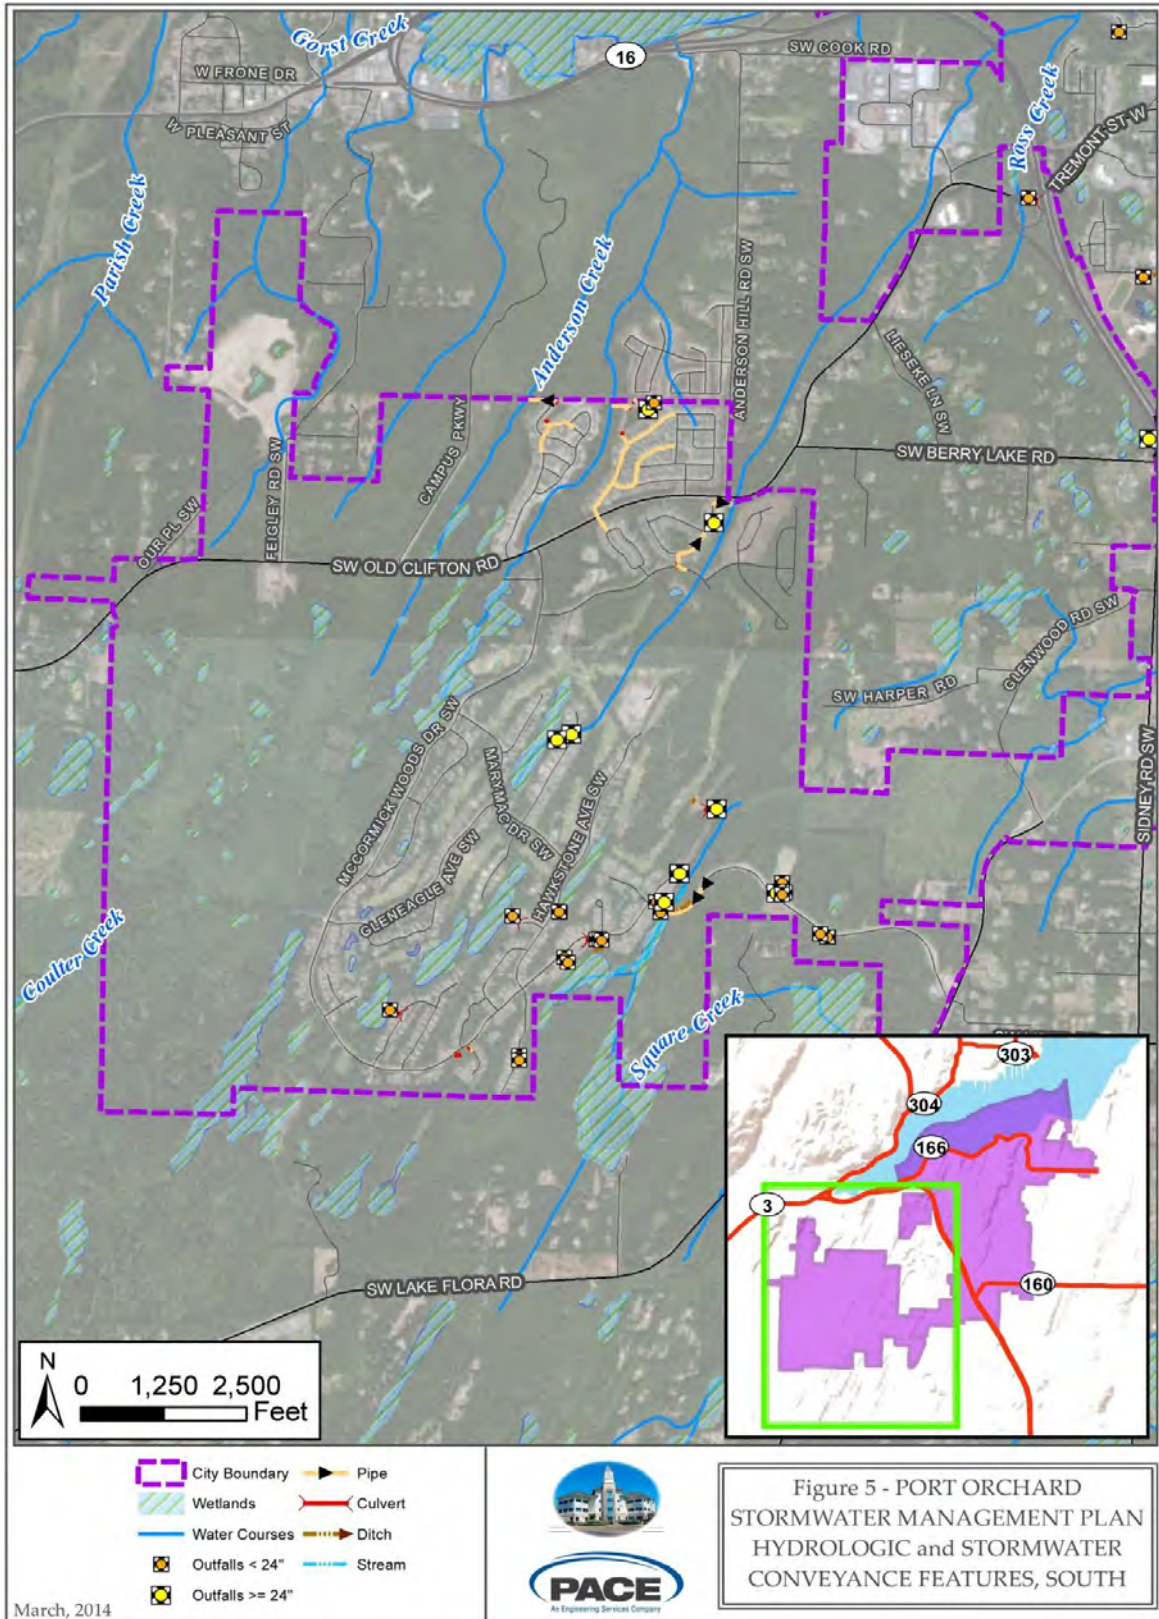 Gorst Creek
16
SW COOK RD
W FRONE DR
W PLEASANT ST
Ross Creek
TREMONT ST W
Parish Creek
Anderson Creek
ANDERSON HILL RD SW
LIESEKE LN SW
CAMPUS PKWY
SW BERRY LAKE RD
FEIGLEY RD SW
OUR PL SW
SW OLD CLIFTON RD
GLENWOOD RD SW
SW HARPER RD
MCCORMICK WOODS DR SW
MARYMAC DR SW
HAWKSTONE AVE SW
GLENEAGLE AVE SW
SIDNEY RD SW
Coulter Creek
Square Creek
SW LAKE FLORA RD
303
304
166
3
160
N
0 1,250 2,500
Feet
City Boundary
Wetlands
Water Courses
Outfalls < 24"
Outfalls >= 24"
Pipe
Culvert
Ditch
Stream
PACE
An Engineering Services Company
Figure 5 - PORT ORCHARD
STORMWATER MANAGEMENT PLAN
HYDROLOGIC and STORMWATER
CONVEYANCE FEATURES, SOUTH
March, 2014